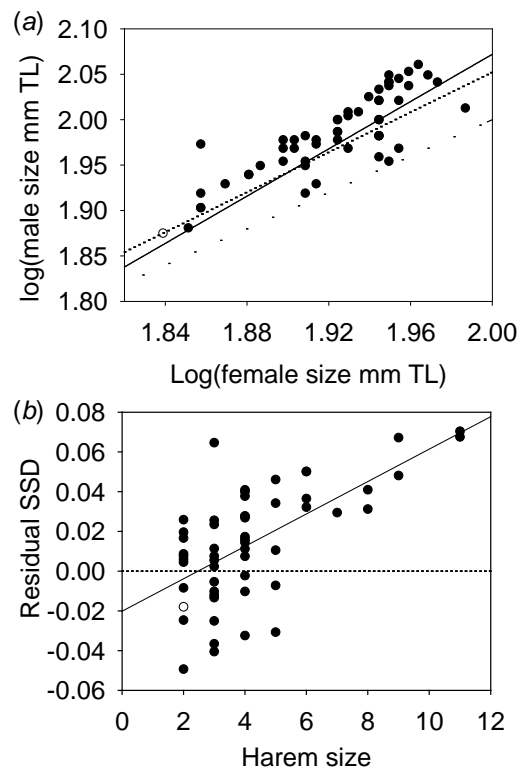 (a)
log(male size mm TL)
2.10
2.05
2.00
1.95
1.90
1.85
1.80
1.84 1.88 1.92 1.96 2.00
Log(female size mm TL)
(b)
Residual SSD
0.08
0.06
0.04
0.02
0.00
-0.02
-0.04
-0.06
0 2 4 6 8 10 12
Harem size